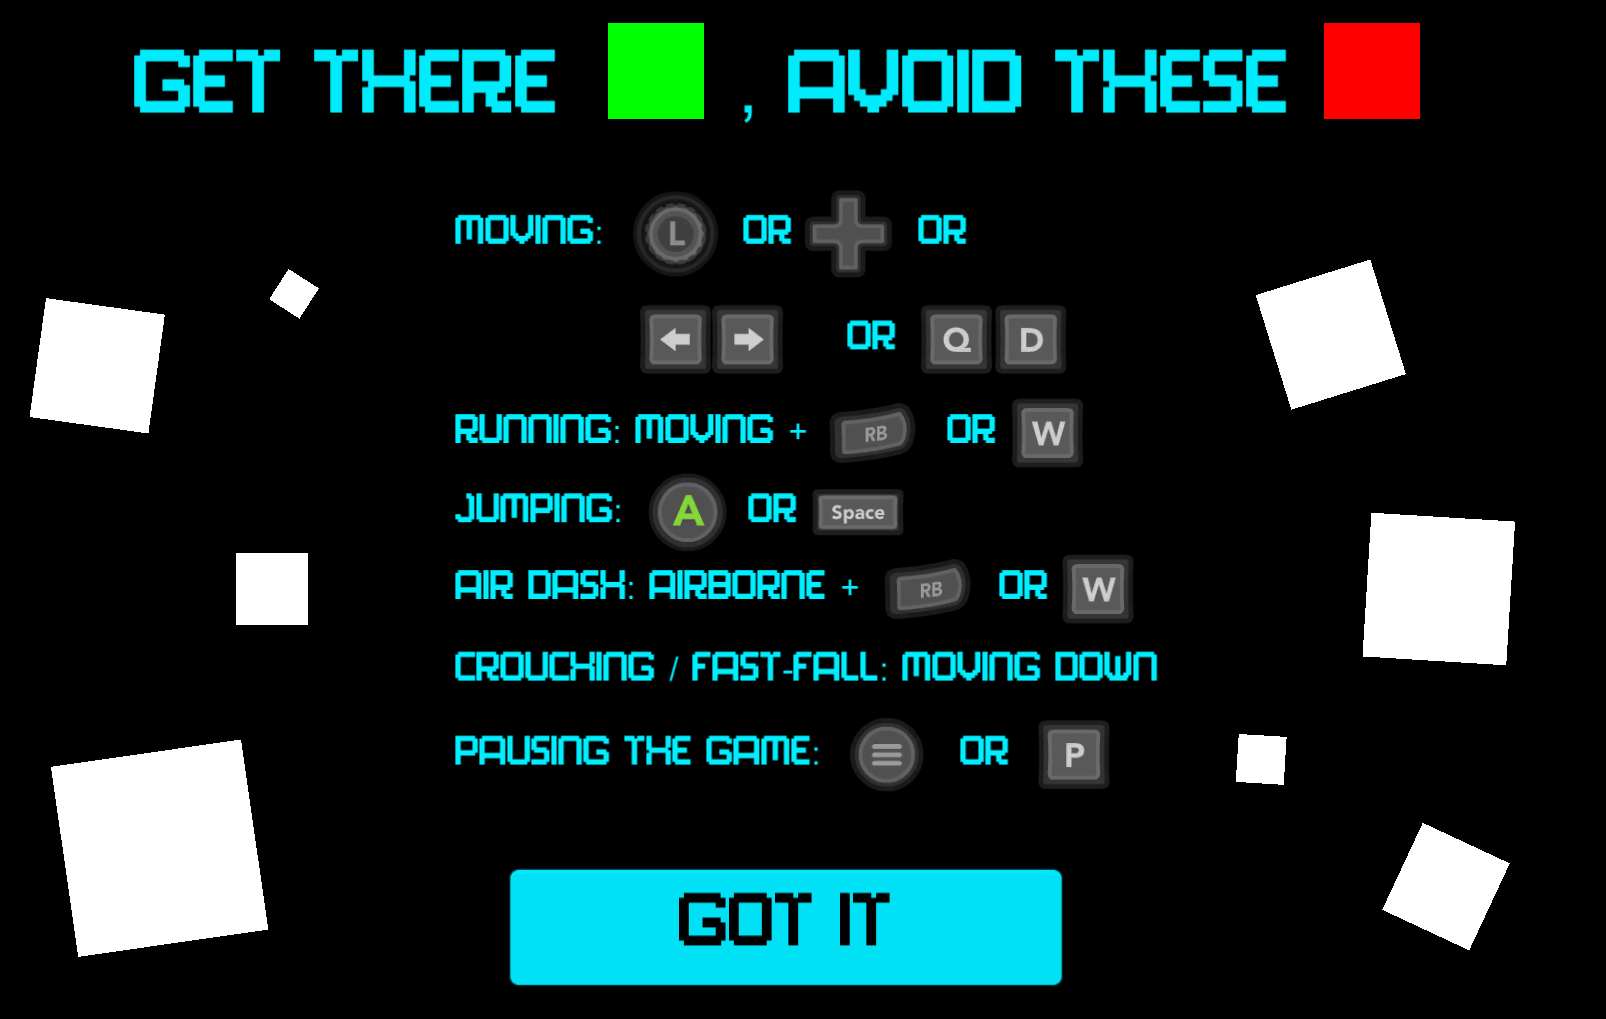 GET THERE , AVOID THESE
MOVING: L OR OR
OR Q D
RUNNING: MOVING + RB OR W
JUMPING: A OR Space
AIR DASH: AIRBORNE + RB OR W
CROUCHING / FAST-FALL: MOVING DOWN
PAUSING THE GAME: OR P
GOT IT